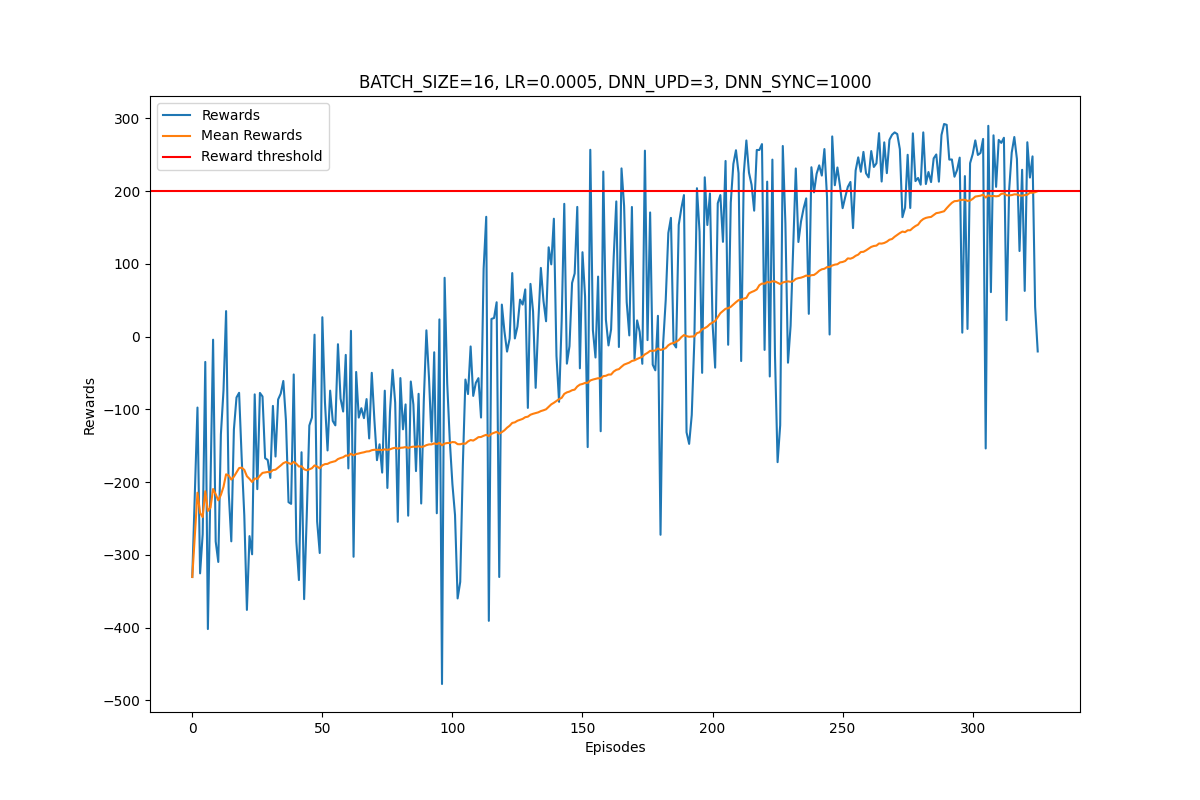 BATCH_SIZE=16, LR=0.0005, DNN_UPD=3, DNN_SYNC=1000
Rewards
Mean Rewards
Reward threshold
300
200
100
0
−100
−200
−300
−400
−500
Rewards
0 50 100 150 200 250 300
Episodes